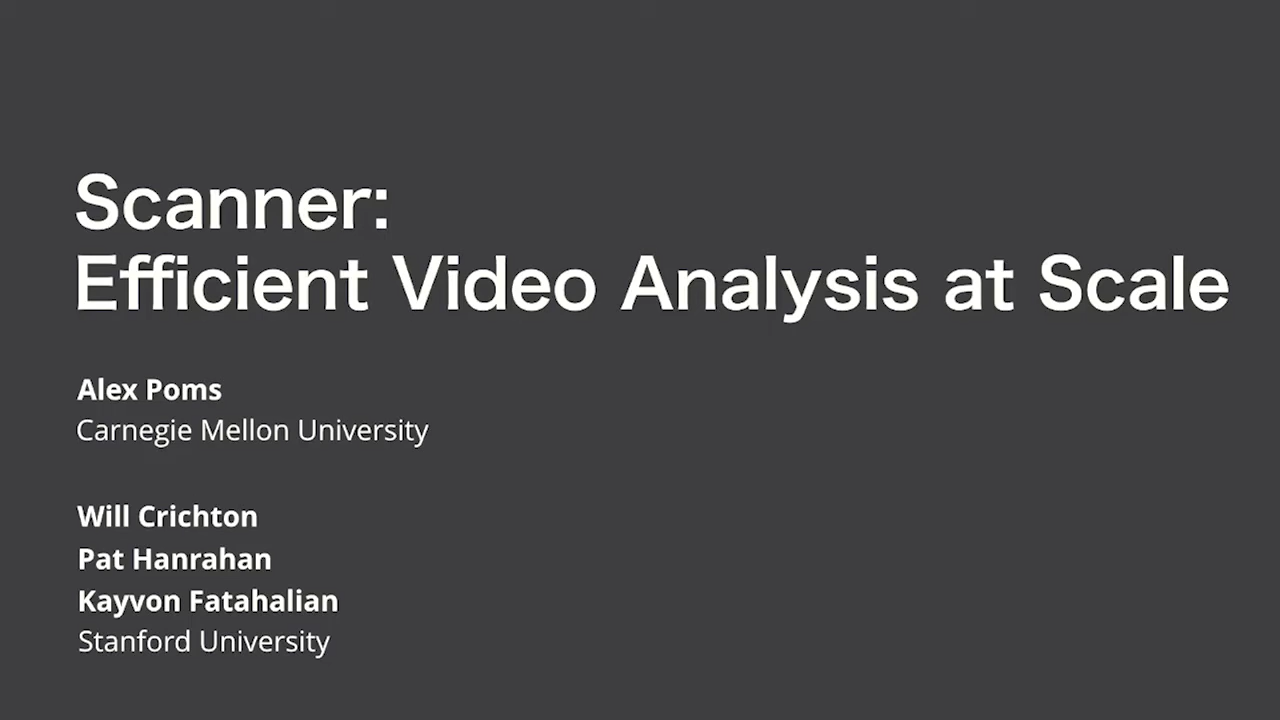 Scanner:
Efficient Video Analysis at Scale
Alex Poms
Carnegie Mellon University
Will Crichton
Pat Hanrahan
Kayvon Fatahalian
Stanford University